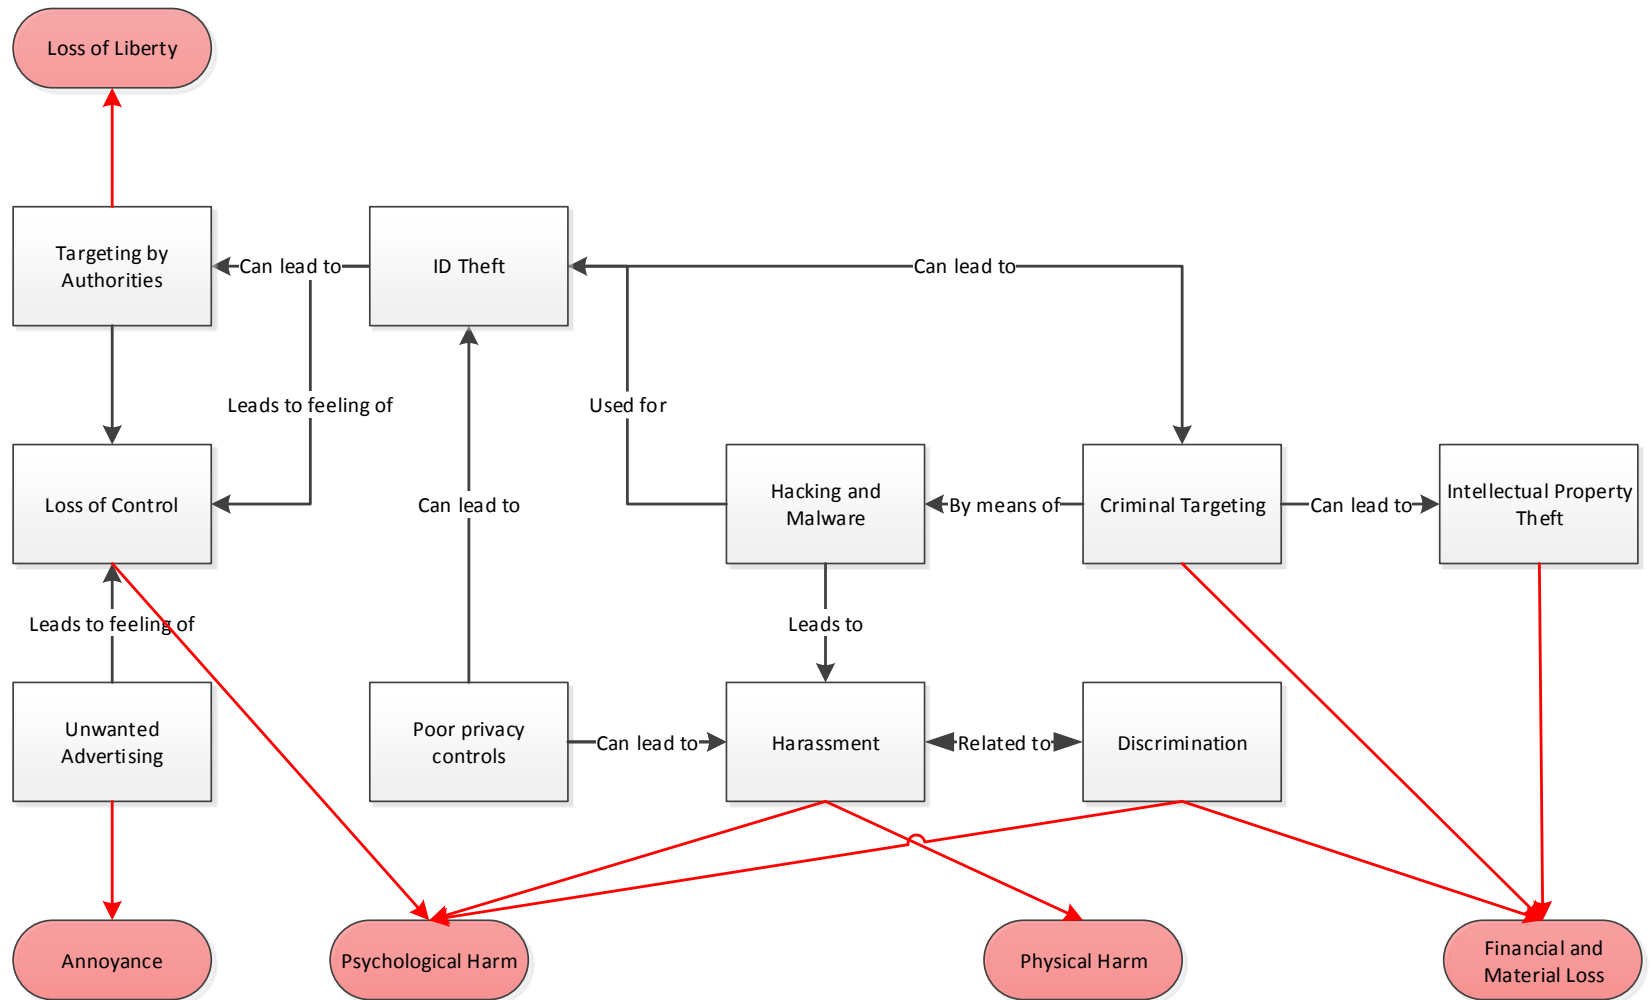 Loss of Liberty
Targeting by
Authorities
Can lead to
ID Theft
Can lead to
Leads to feeling of
Used for
Loss of Control
Can lead to
Hacking and
Malware
By means of
Criminal Targeting
Can lead to
Intellectual Property
Theft
Leads to feeling of
Leads to
Unwanted
Advertising
Poor privacy
controls
Can lead to
Harassment
Related to
Discrimination
Annoyance
Psychological Harm
Physical Harm
Financial and
Material Loss